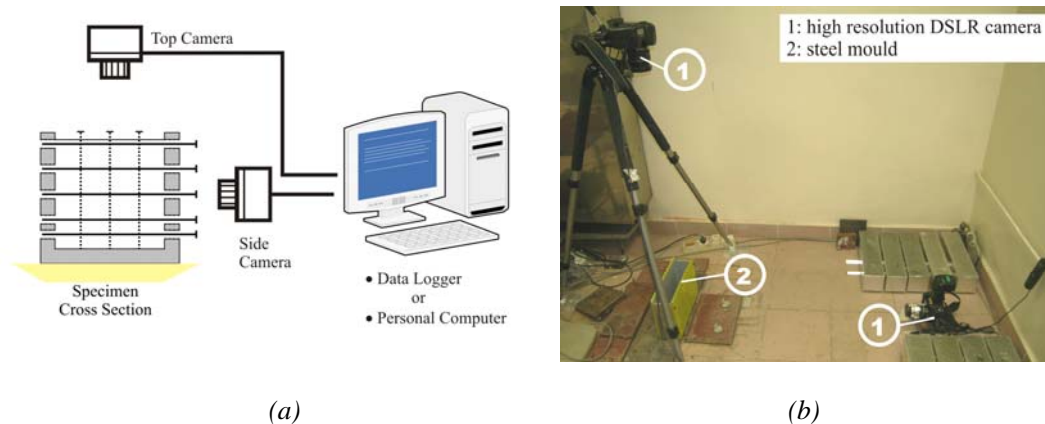 Top Camera
Side
Camera
Specimen
Cross Section
• Data Logger
or
• Personal Computer
(a)
1: high resolution DSLR camera
2: steel mould
1
2
1
(b)